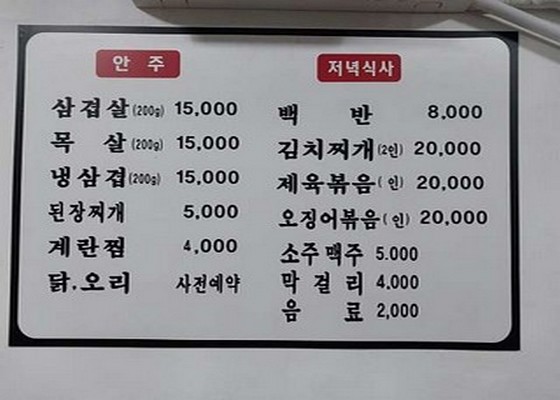 안 주
삼겹살(200g) 15,000
목 살(200g) 15,000
냉삼겹(200g) 15,000
된장찌개 5,000
계란찜 4,000
닭.오리 사전예약
저녁식사
백 반 8,000
김치찌개(2인) 20,000
제육볶음( 인) 20,000
오징어볶음( 인) 20,000
소주맥주 5.000
막걸리 4.000
음 료 2,000